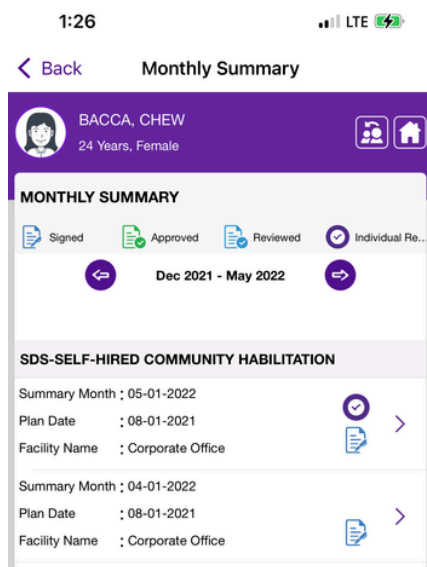 1:26 LTE
Back Monthly Summary
BACCA, CHEW
24 Years, Female
MONTHLY SUMMARY
Signed Approved Reviewed Individual Re...
Dec 2021 - May 2022
SDS-SELF-HIRED COMMUNITY HABILITATION
Summary Month : 05-01-2022
Plan Date : 08-01-2021
Facility Name : Corporate Office
Summary Month : 04-01-2022
Plan Date : 08-01-2021
Facility Name : Corporate Office